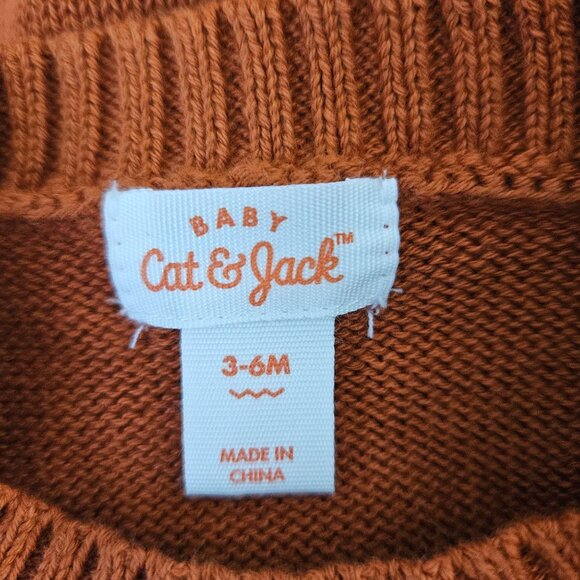 BABY
Cat & Jack™
3-6M
MADE IN
CHINA